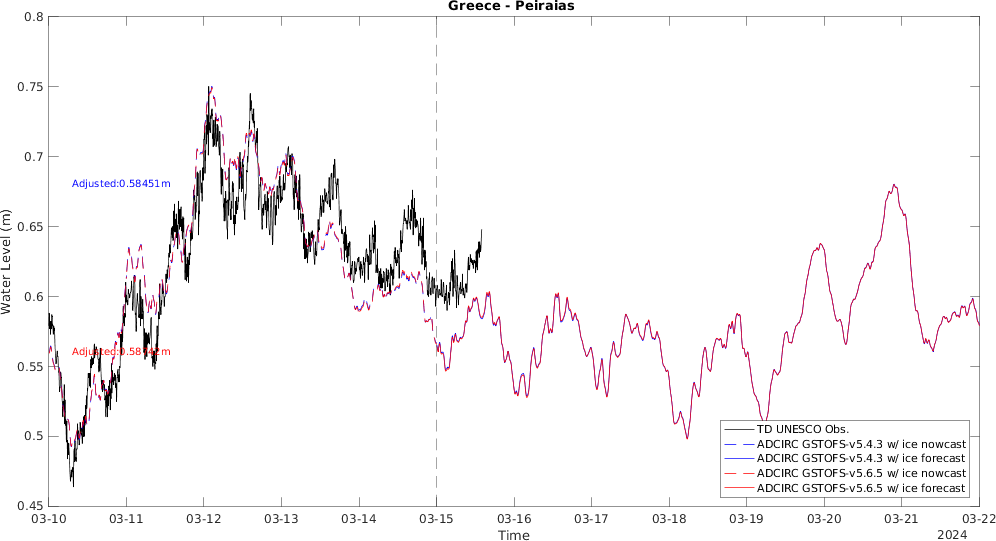 Greece - Peiraias
0.8
0.75
0.7
0.65
0.6
0.55
0.5
0.45
Water Level (m)
Adjusted:0.58451m
03-10
03-11
03-12
03-13
03-14
03-15
03-16
03-17
03-18
03-19
03-20
03-21
03-22
Time
2024
TD UNESCO Obs.
ADCIRC GSTOFS-v5.4.3 w/ ice nowcast
ADCIRC GSTOFS-v5.4.3 w/ ice forecast
ADCIRC GSTOFS-v5.6.5 w/ ice nowcast
ADCIRC GSTOFS-v5.6.5 w/ ice forecast